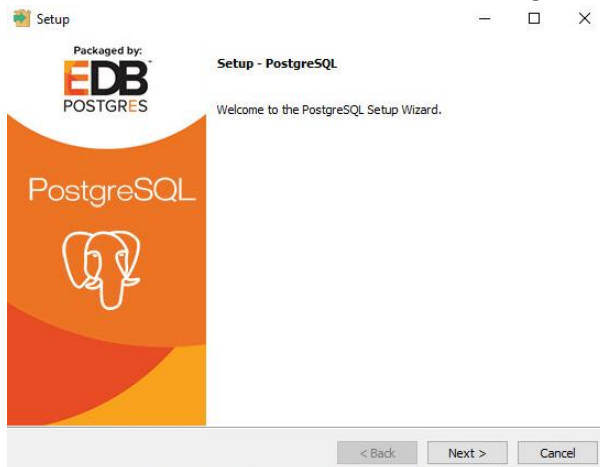 Setup
Packaged by:
EDB
POSTGRES
Setup - PostgreSQL
Welcome to the PostgreSQL Setup Wizard.
PostgreSQL
< Back
Next >
Cancel